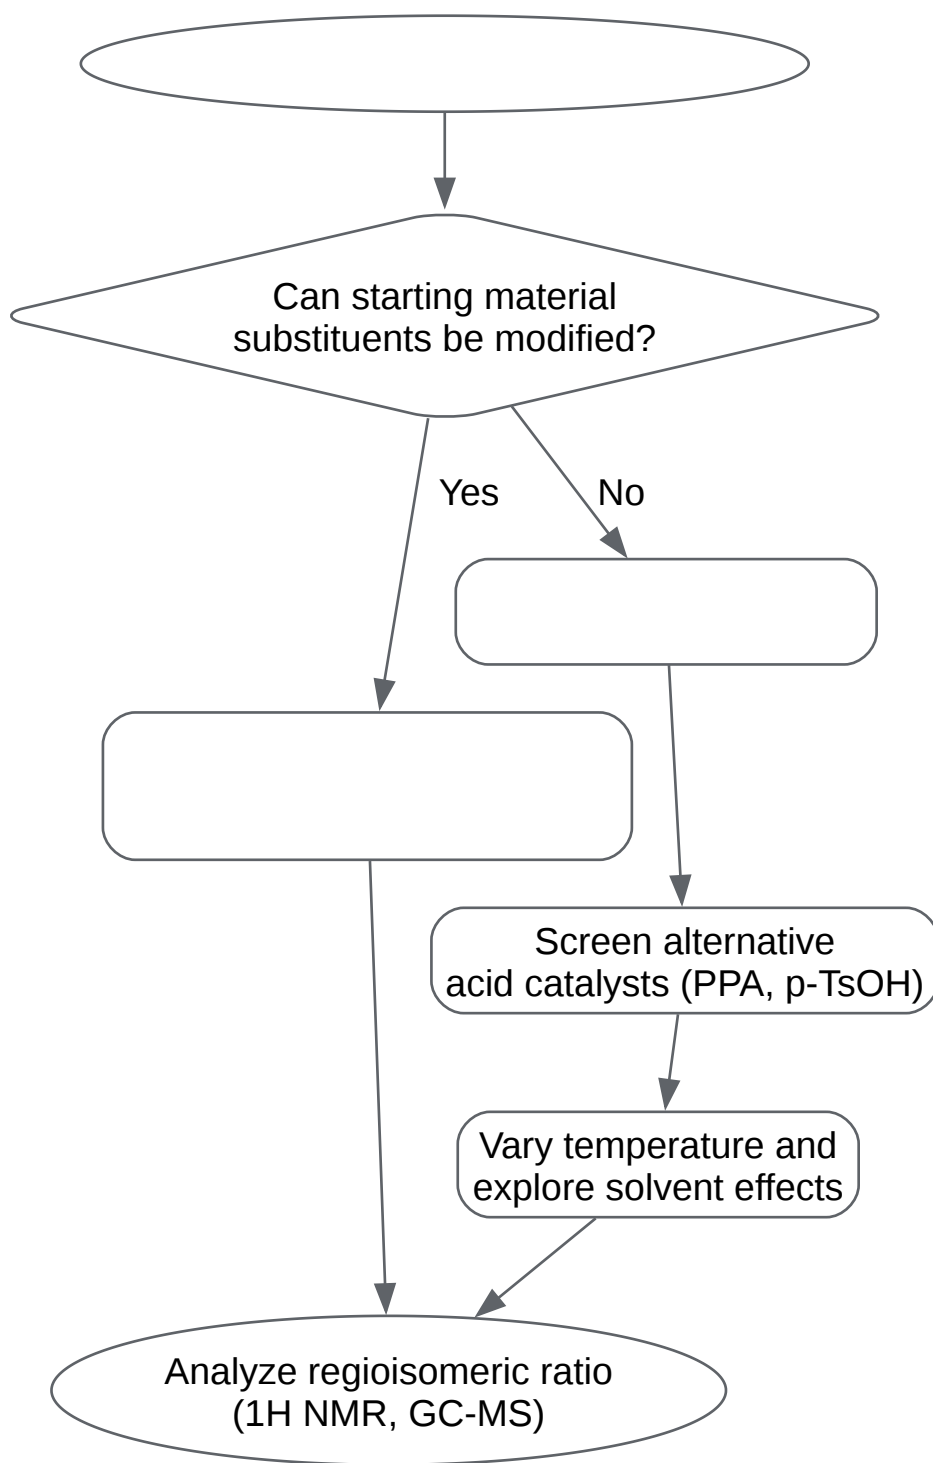 Can starting material
substituents be modified?
Yes
No
Screen alternative
acid catalysts (PPA, p-TsOH)
Vary temperature and
explore solvent effects
Analyze regioisomeric ratio
(1H NMR, GC-MS)